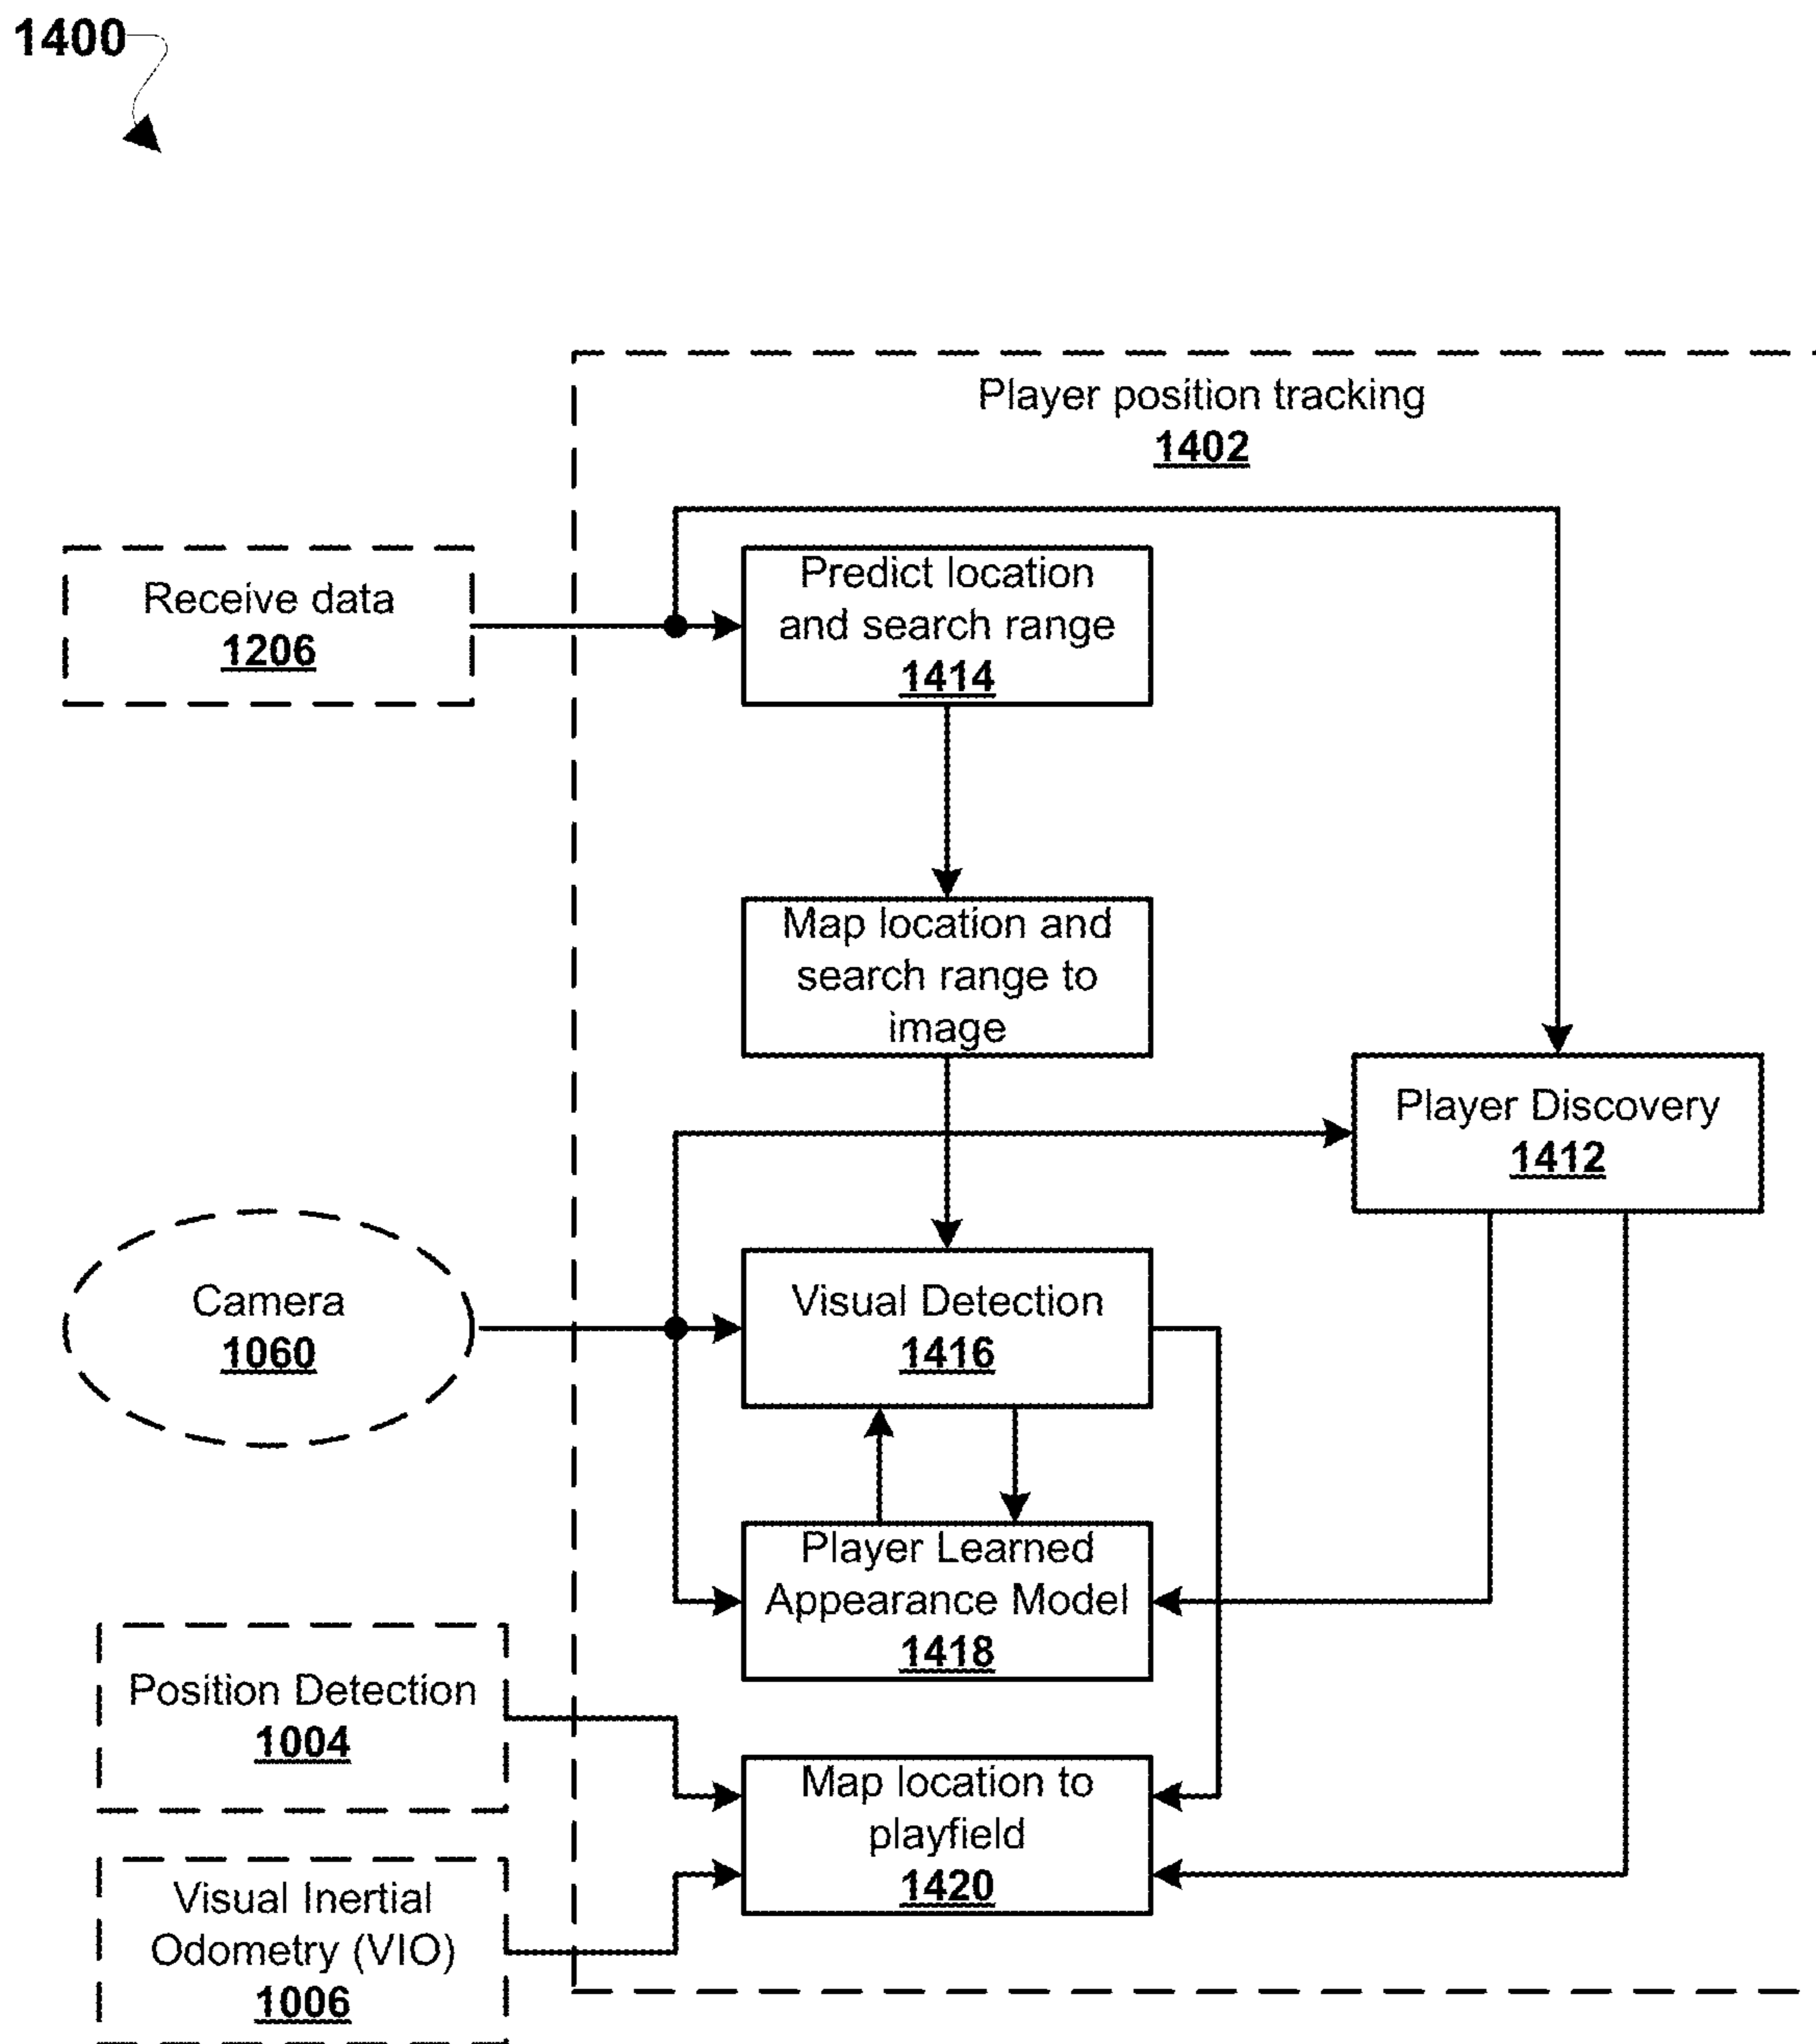 1400
Player position tracking
1402
Receive data
1206
Predict location
and search range
1414
Map location and
search range to
image
Player Discovery
1412
Camera
1060
Visual Detection
1416
Player Learned
Appearance Model
1418
Position Detection
1004
Map location to
playfield
1420
Visual Inertial
Odometry (VIO)
1006